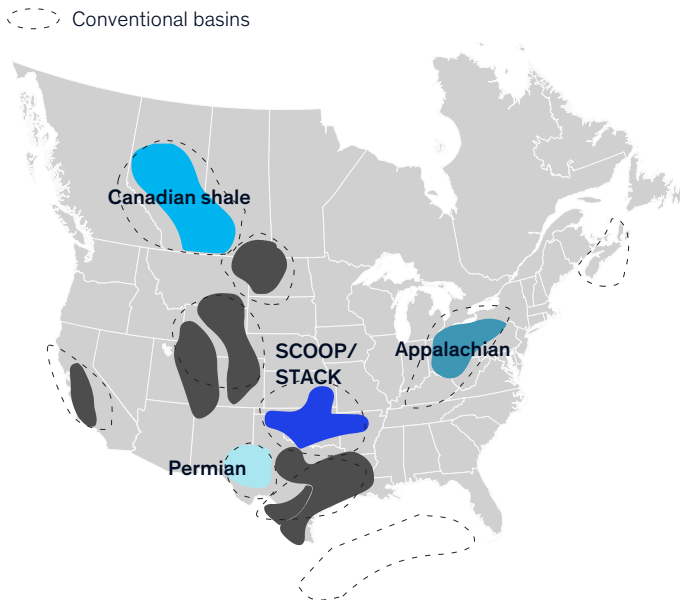 Conventional basins
Canadian shale
SCOOP/
STACK
Appalachian
Permian